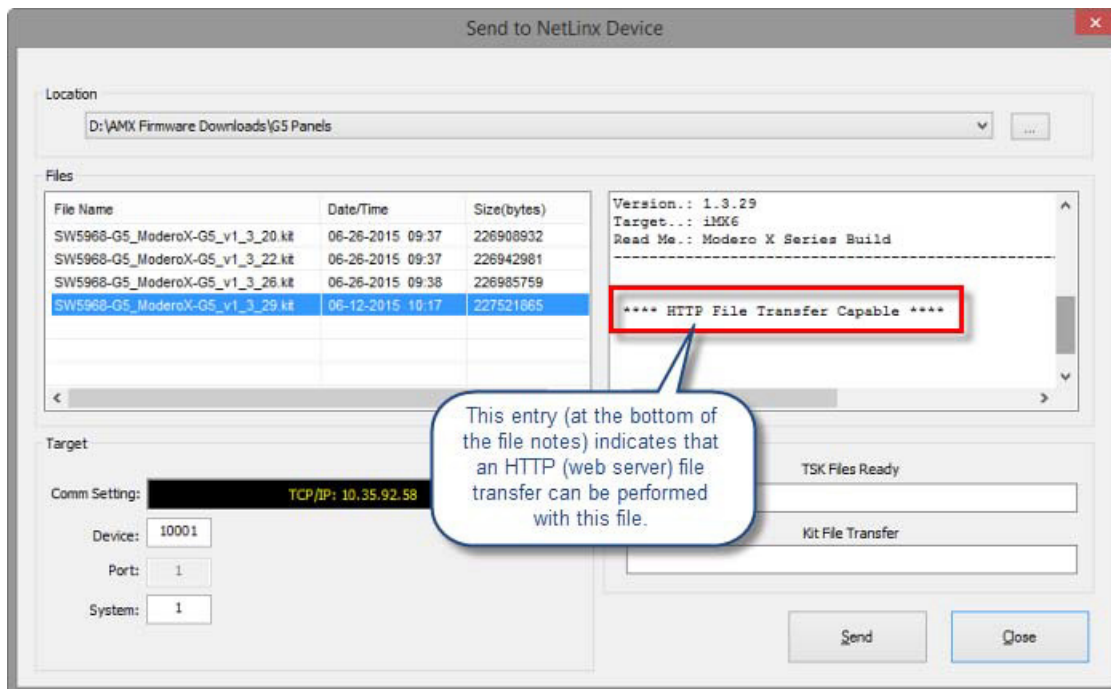 Send to NetLinx Device
Location
D:\AMX Firmware Downloads\G5 Panels
...
Files
File Name Date/Time Size(bytes)
SW5968-G5_ModeroX-G5_v1_3_20.kit 06-26-2015 09:37 226908932
SW5968-G5_ModeroX-G5_v1_3_22.kit 06-26-2015 09:37 226942981
SW5968-G5_ModeroX-G5_v1_3_26.kit 06-26-2015 09:38 226985759
SW5968-G5_ModeroX-G5_v1_3_29.kit 06-12-2015 10:17 227521865
Version.: 1.3.29
Target..: iMX6
Read Me.: Modero X Series Build
--------------------------------------------------
**** HTTP File Transfer Capable ****
This entry (at the bottom of
the file notes) indicates that
an HTTP (web server) file
transfer can be performed
with this file.
Target
Comm Setting: TCP/IP: 10.35.92.58
Device: 10001
Port: 1
System: 1
TSK Files Ready
Kit File Transfer
Send Close